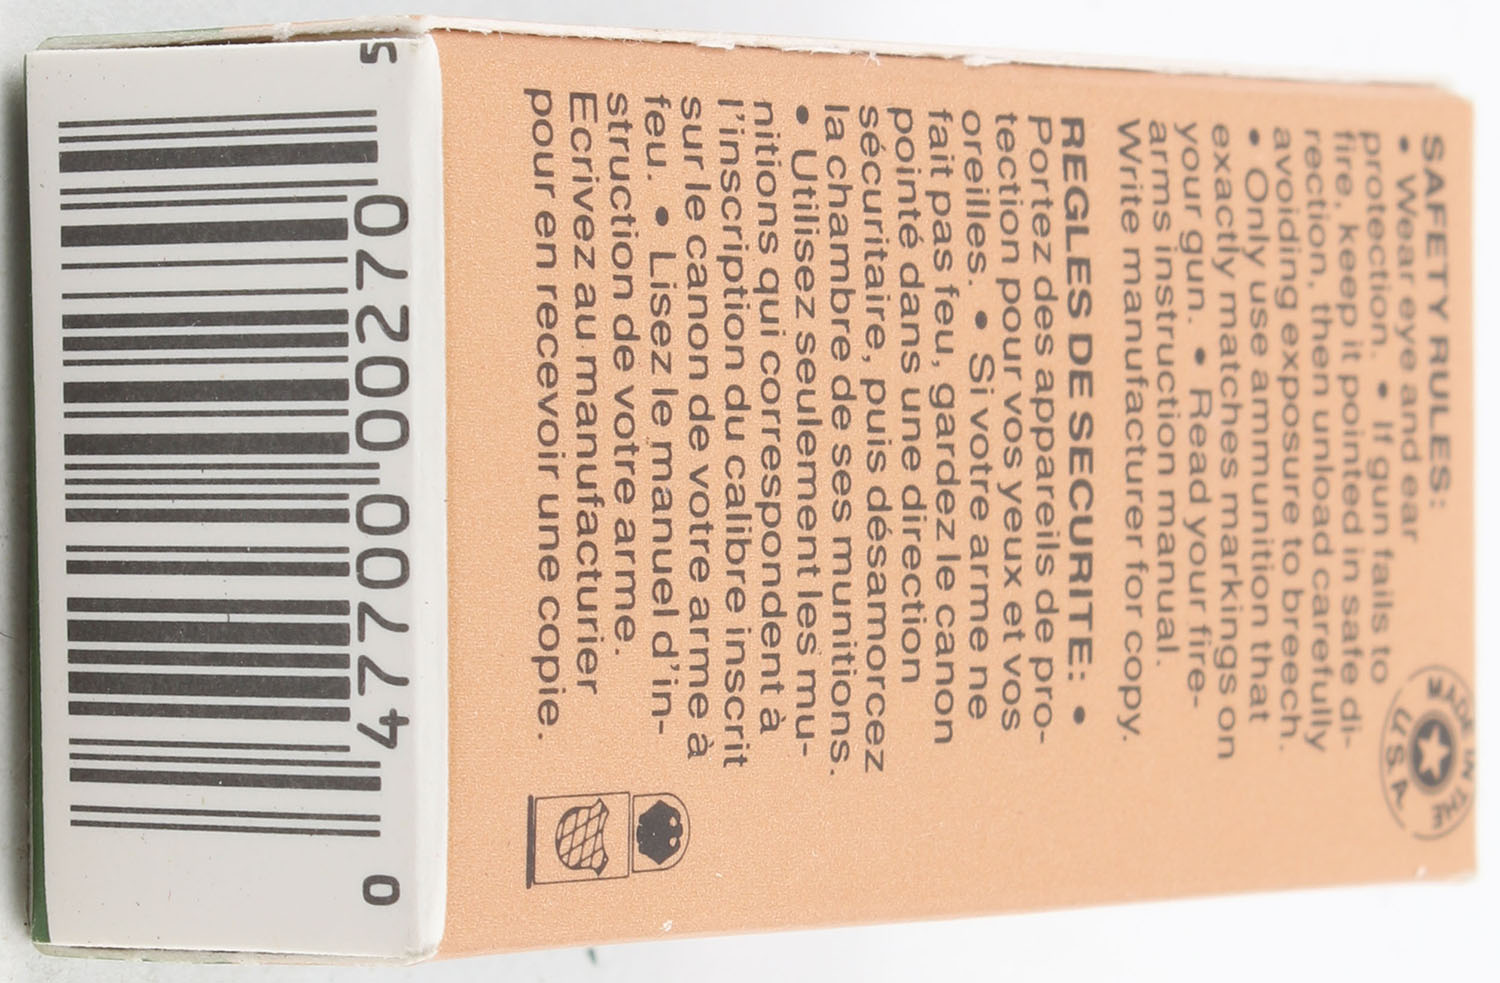 SAFETY RULES:
• Wear eye and ear
protection. • If gun fails to
fire, keep it pointed in safe di-
rection, then unload carefully
avoiding exposure to breech.
• Only use ammunition that
exactly matches markings on
your gun. • Read your fire-
arms instruction manual.
Write manufacturer for copy.
MADE IN THE
U.S.A.
REGLES DE SECURITE: •
Portez des appareils de pro-
tection pour vos yeux et vos
oreilles. • Si votre arme ne
fait pas feu, gardez le canon
pointé dans une direction
sécuritaire, puis désamorcez
la chambre de ses munitions.
• Utilisez seulement les mu-
nitions qui correspondent à
l'inscription du calibre inscrit
sur le canon de votre arme à
feu. • Lisez le manuel d'in-
struction de votre arme.
Ecrivez au manufacturier
pour en recevoir une copie.
0 47700 00270 5